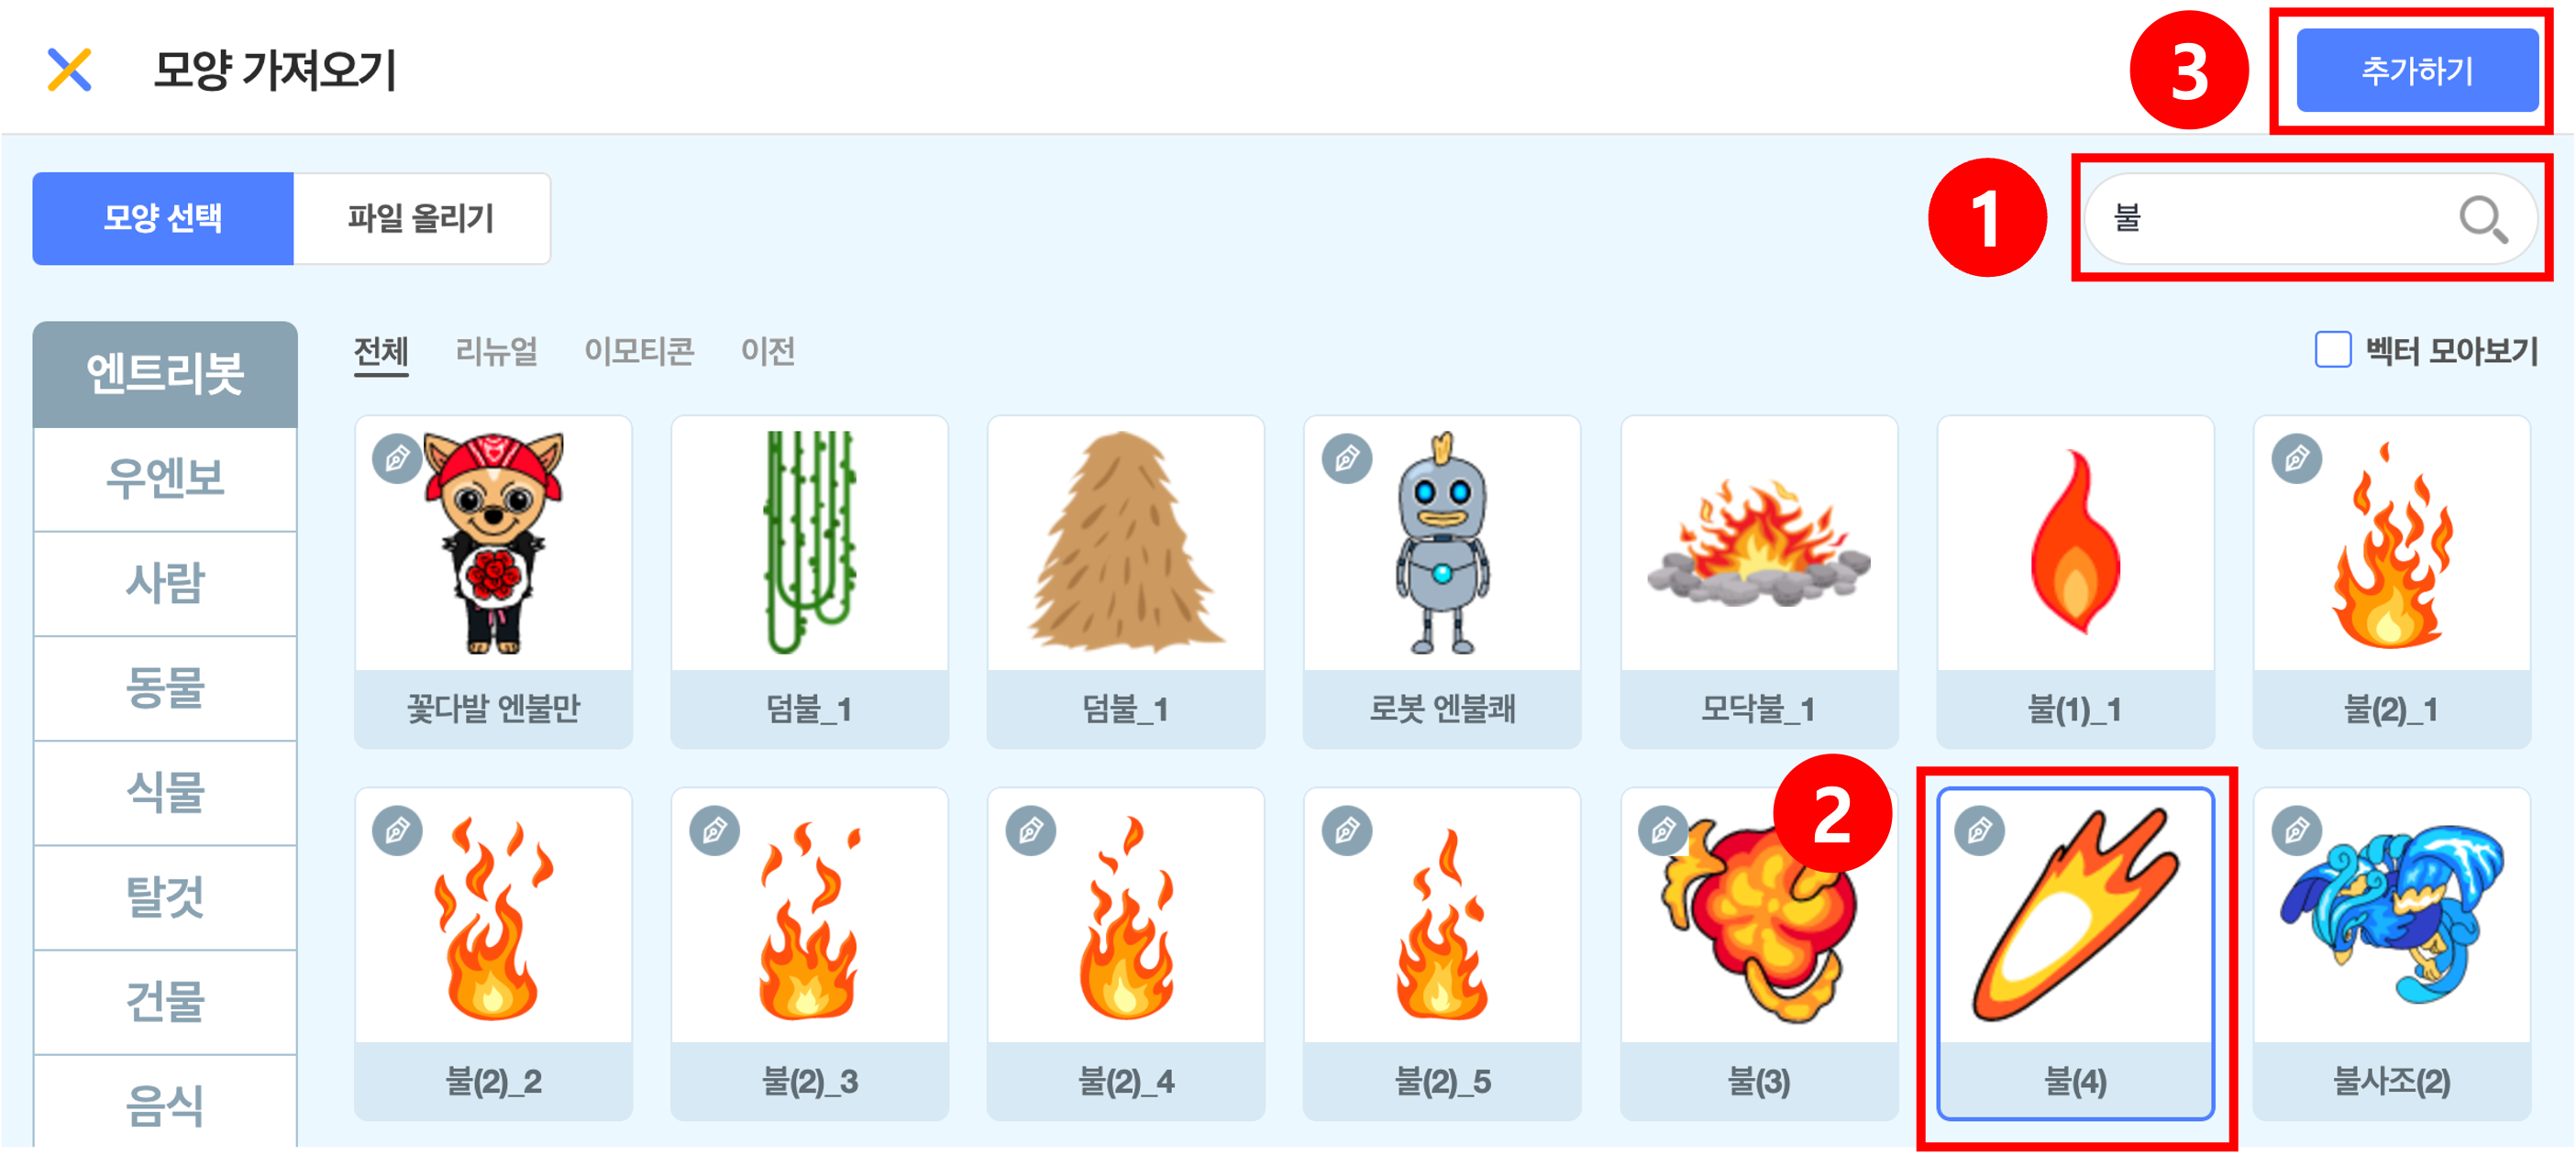 모양 가져오기
3
추가하기
모양 선택
파일 올리기
1
불
엔트리봇
우엔보
사람
동물
식물
탈것
건물
음식
전체
리뉴얼
이모티콘
이전
벡터 모아보기
꽃다발 엔불만
덤불_1
덤불_1
로봇 엔불쾌
모닥불_1
불(1)_1
불(2)_1
불(2)_2
불(2)_3
불(2)_4
불(2)_5
불(3)
2
불(4)
불사조(2)